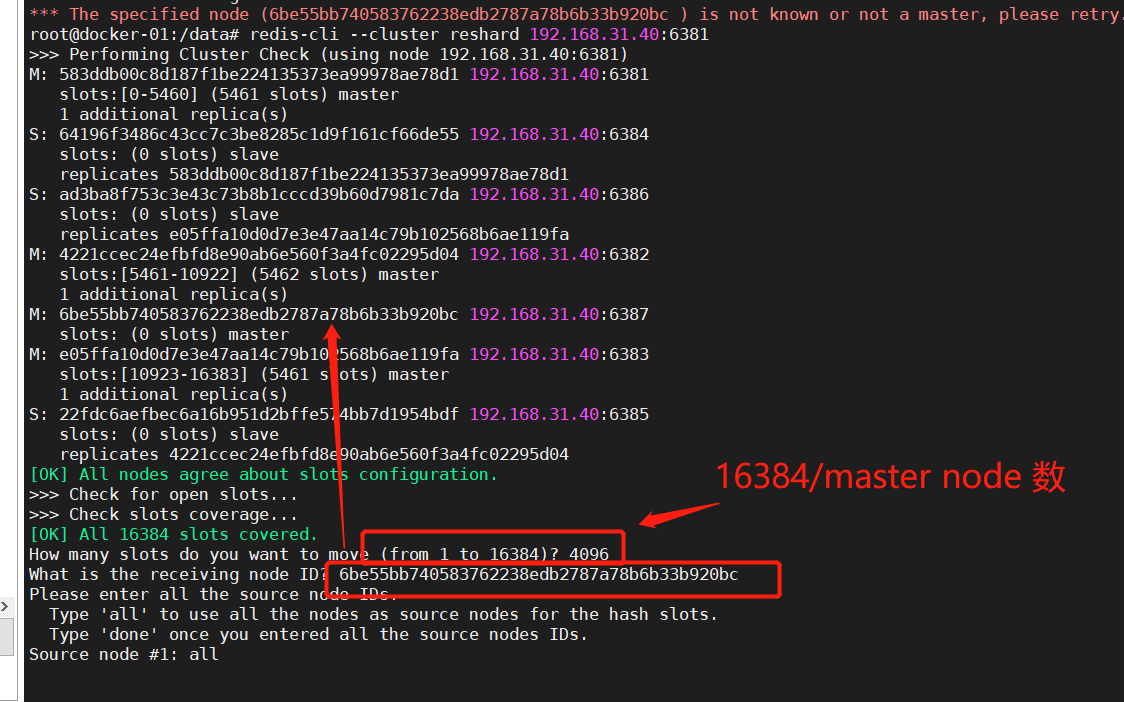 *** The specified node (6be55bb740583762238edb2787a78b6b33b920bc ) is not known or not a master, please retry.
root@docker-01:/data# redis-cli --cluster reshard 192.168.31.40:6381
>>> Performing Cluster Check (using node 192.168.31.40:6381)
M: 583ddb00c8d187f1be224135373ea99978ae78d1 192.168.31.40:6381
slots:[0-5460] (5461 slots) master
1 additional replica(s)
S: 64196f3486c43cc7c3be8285c1d9f161cf66de55 192.168.31.40:6384
slots: (0 slots) slave
replicates 583ddb00c8d187f1be224135373ea99978ae78d1
S: ad3ba8f753c3e43c73b8b1cccd39b60d7981c7da 192.168.31.40:6386
slots: (0 slots) slave
replicates e05ffa10d0d7e3e47aa14c79b102568b6ae119fa
M: 4221ccec24efbfd8e90ab6e560f3a4fc02295d04 192.168.31.40:6382
slots:[5461-10922] (5462 slots) master
1 additional replica(s)
M: 6be55bb740583762238edb2787a78b6b33b920bc 192.168.31.40:6387
slots: (0 slots) master
M: e05ffa10d0d7e3e47aa14c79b102568b6ae119fa 192.168.31.40:6383
slots:[10923-16383] (5461 slots) master
1 additional replica(s)
S: 22fdc6aefbec6a16b951d2bffe574bb7d1954bdf 192.168.31.40:6385
slots: (0 slots) slave
replicates 4221ccec24efbfd8e90ab6e560f3a4fc02295d04
[OK] All nodes agree about slots configuration.
>>> Check for open slots...
>>> Check slots coverage...
[OK] All 16384 slots covered.
16384/master node 数
How many slots do you want to move (from 1 to 16384)? 4096
What is the receiving node ID? 6be55bb740583762238edb2787a78b6b33b920bc
Please enter all the source node IDs.
Type 'all' to use all the nodes as source nodes for the hash slots.
Type 'done' once you entered all the source nodes IDs.
Source node #1: all